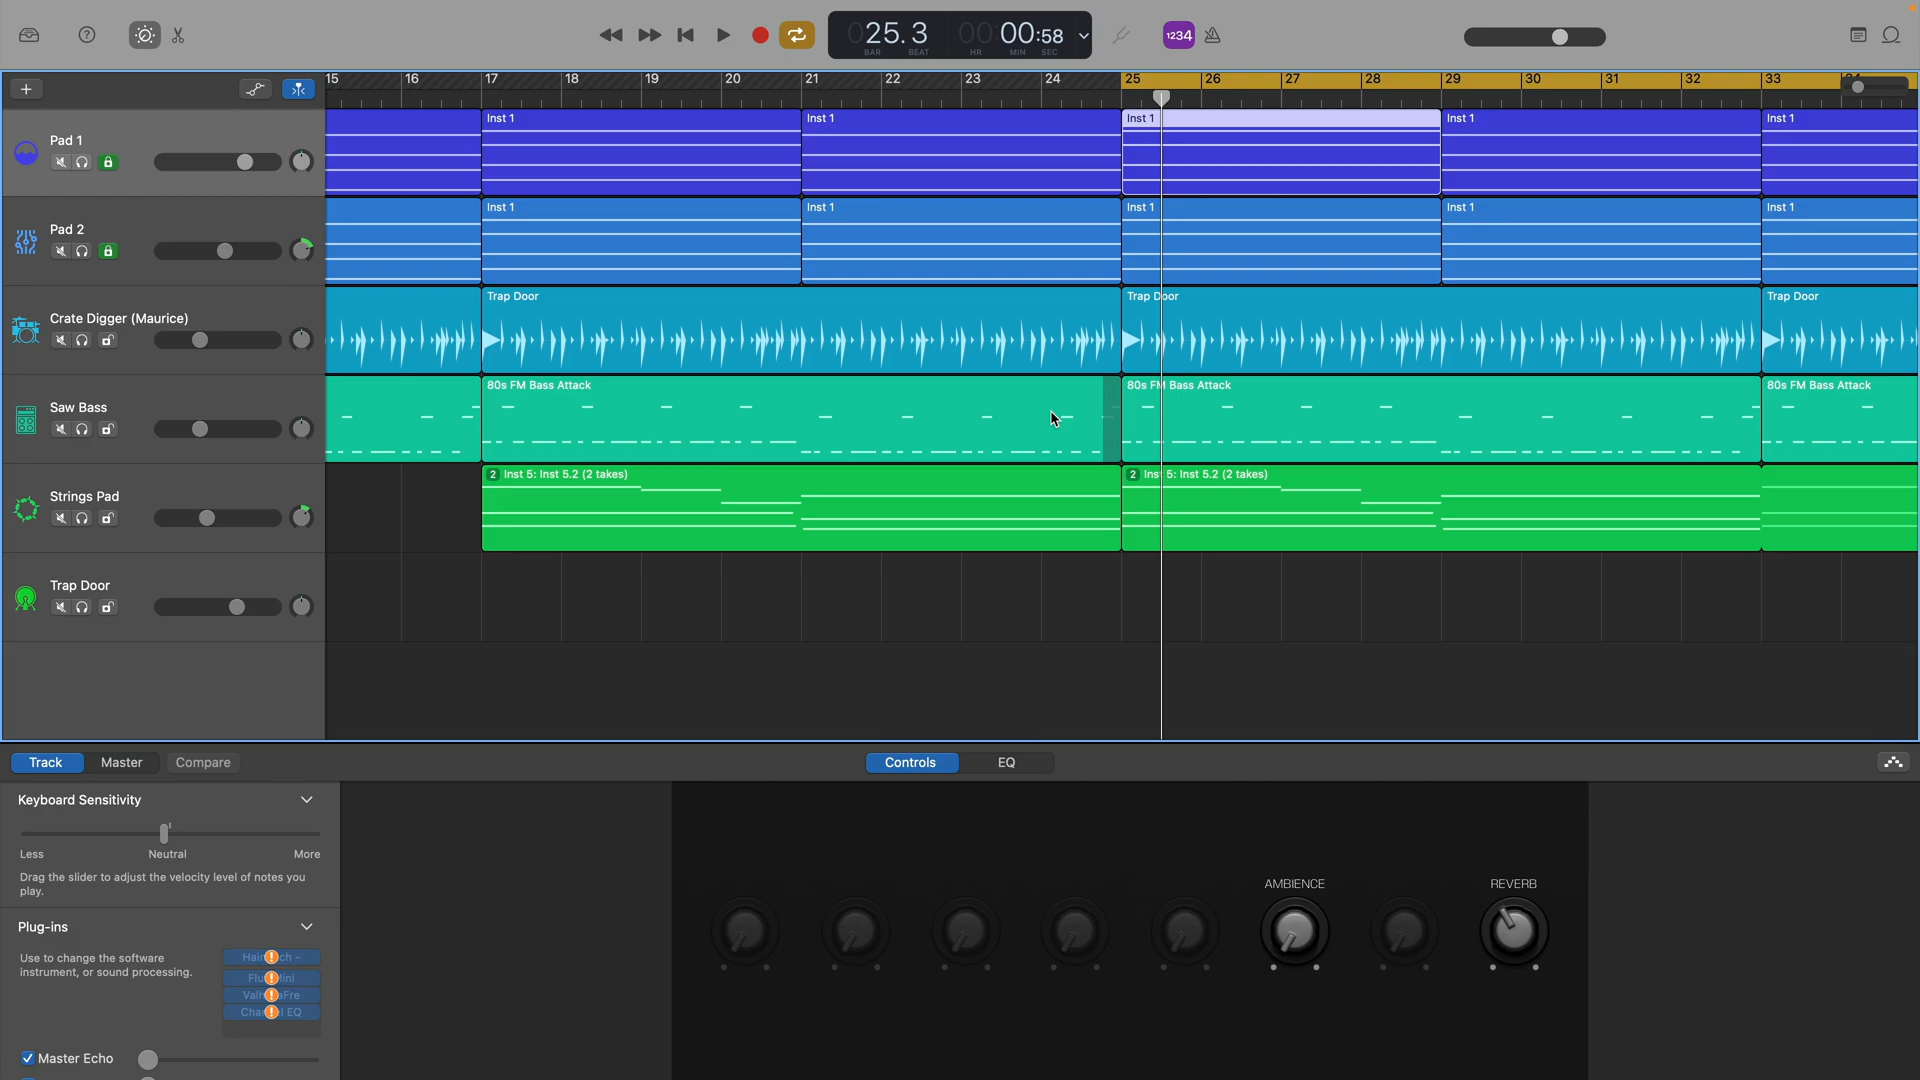 25.3 00:58 1234
BAR BEAT HR MIN SEC
15 16 17 18 19 20 21 22 23 24 25 26 27 28 29 30 31 32 33
Pad 1
Inst 1 Inst 1 Inst 1 Inst 1 Inst 1
Pad 2
Inst 1 Inst 1 Inst 1 Inst 1 Inst 1
Crate Digger (Maurice)
Trap Door Trap Door Trap Door
Saw Bass
80s FM Bass Attack 80s FM Bass Attack 80s FM Bass Attack
Strings Pad
2 Inst 5: Inst 5.2 (2 takes) 2 Inst 5: Inst 5.2 (2 takes)
Trap Door
Track Master Compare Controls EQ
Keyboard Sensitivity
Less Neutral More
Drag the slider to adjust the velocity level of notes you
play.
Plug-ins
Use to change the software
instrument, or sound processing.
Master Echo
AMBIENCE REVERB